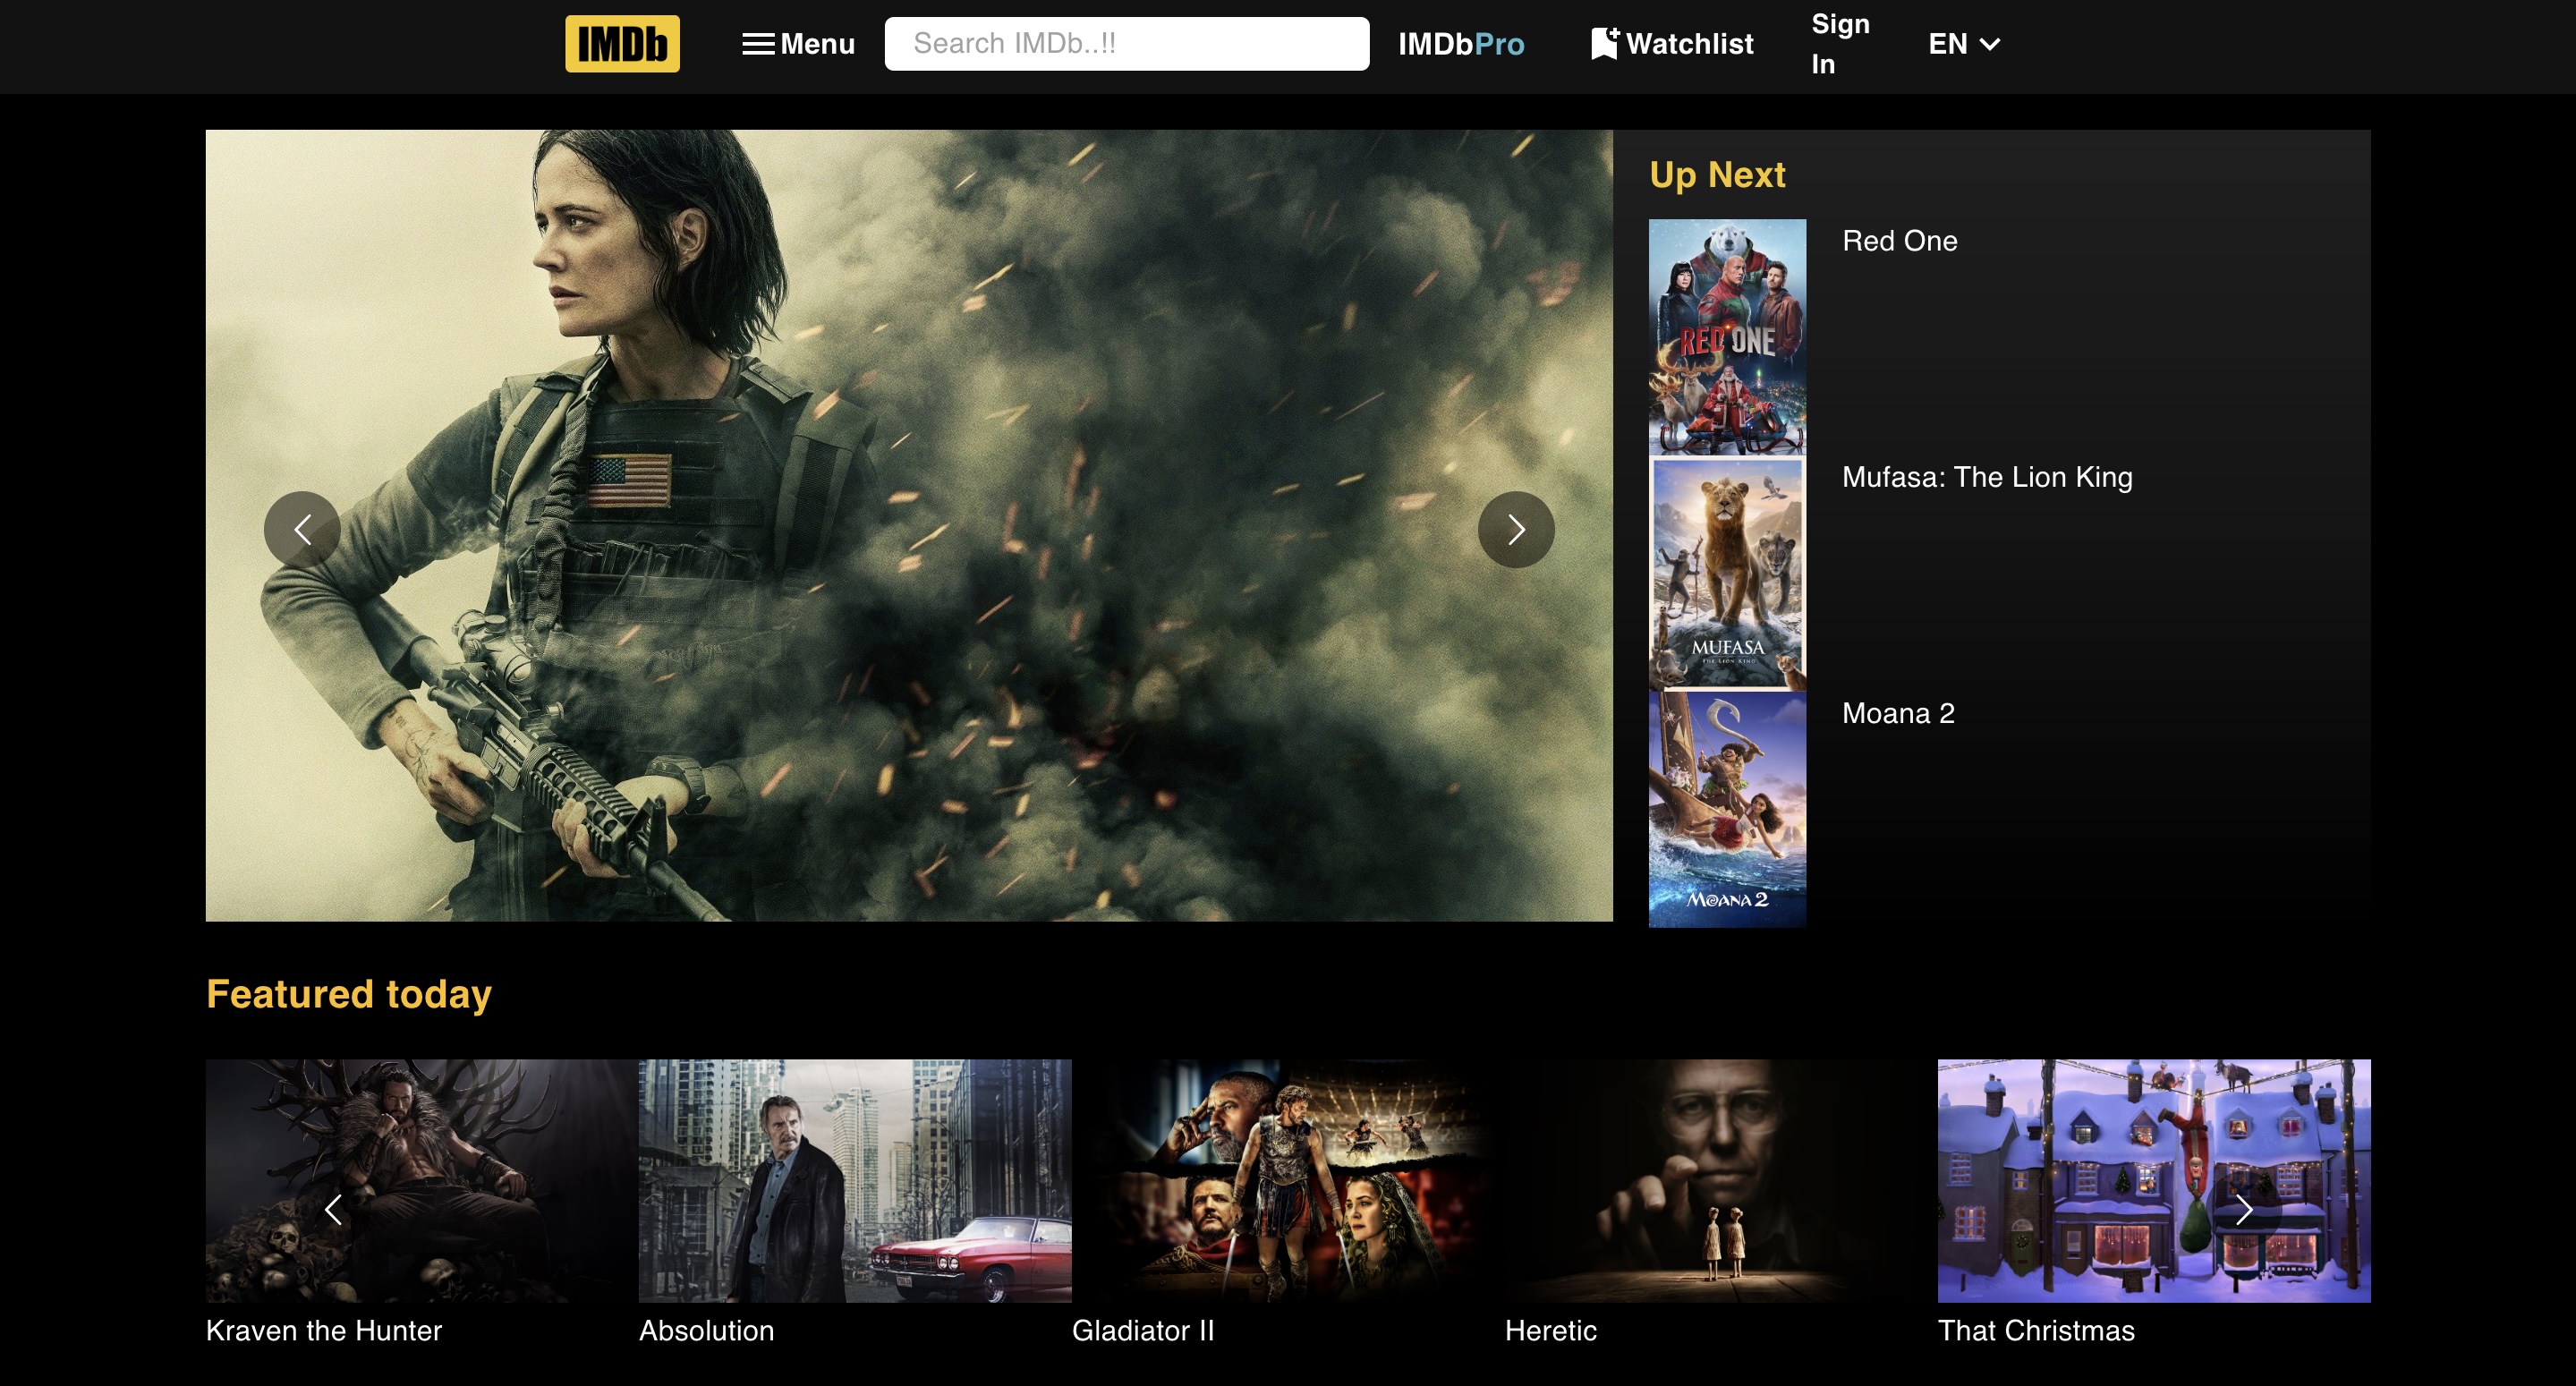 IMDb
Menu
Search IMDb..!!
IMDbPro
Watchlist
Sign
In
EN
Up Next
RED ONE
Red One
MUFASA
THE LION KING
Mufasa: The Lion King
MOANA 2
Moana 2
Featured today
Kraven the Hunter
Absolution
Gladiator II
Heretic
That Christmas